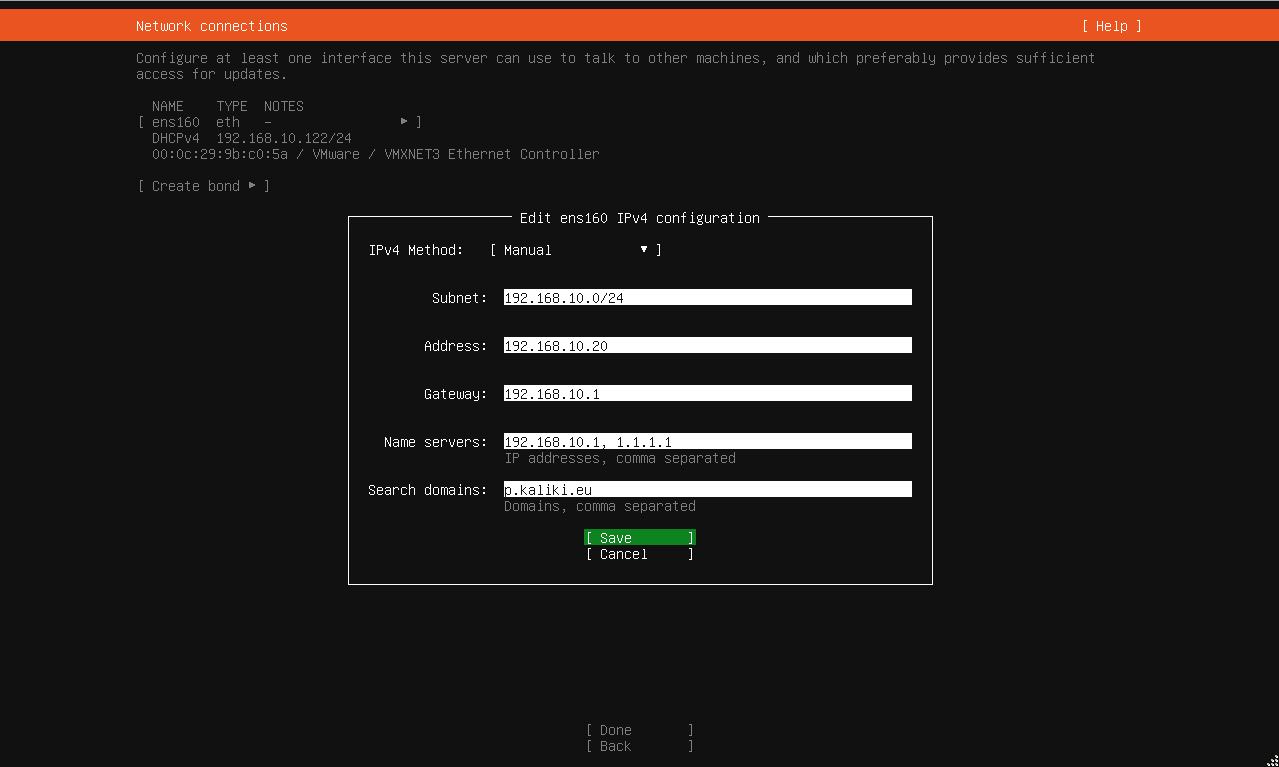 Network connections [ Help ]
Configure at least one interface this server can use to talk to other machines, and which preferably provides sufficient
access for updates.
NAME TYPE NOTES
[ ens160 eth - ▸ ]
DHCPv4 192.168.10.122/24
00:0c:29:9b:c0:5a / VMware / VMXNET3 Ethernet Controller
[ Create bond ▸ ]
Edit ens160 IPv4 configuration
IPv4 Method: [ Manual ▾ ]
Subnet: 192.168.10.0/24
Address: 192.168.10.20
Gateway: 192.168.10.1
Name servers: 192.168.10.1, 1.1.1.1
IP addresses, comma separated
Search domains: p.kaliki.eu
Domains, comma separated
[ Save ]
[ Cancel ]
[ Done ]
[ Back ]